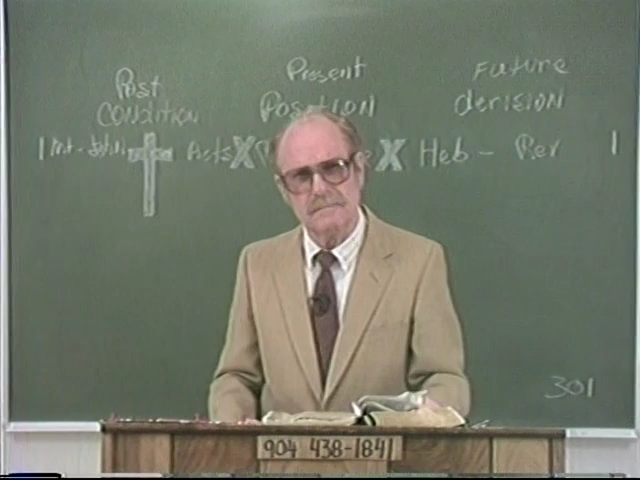 Past Present Future
CONDITION POSITION decision
1 Mt - John Acts X X Heb - Rev 1
301
904 438-1841